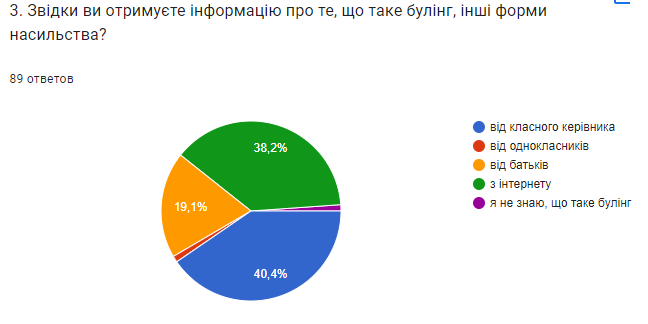 3. Звідки ви отримуєте інформацію про те, що таке булінг, інші форми
насильства?
89 ответов
38,2%
19,1%
40,4%
від класного керівника
від однокласників
від батьків
з інтернету
я не знаю, що таке булінг